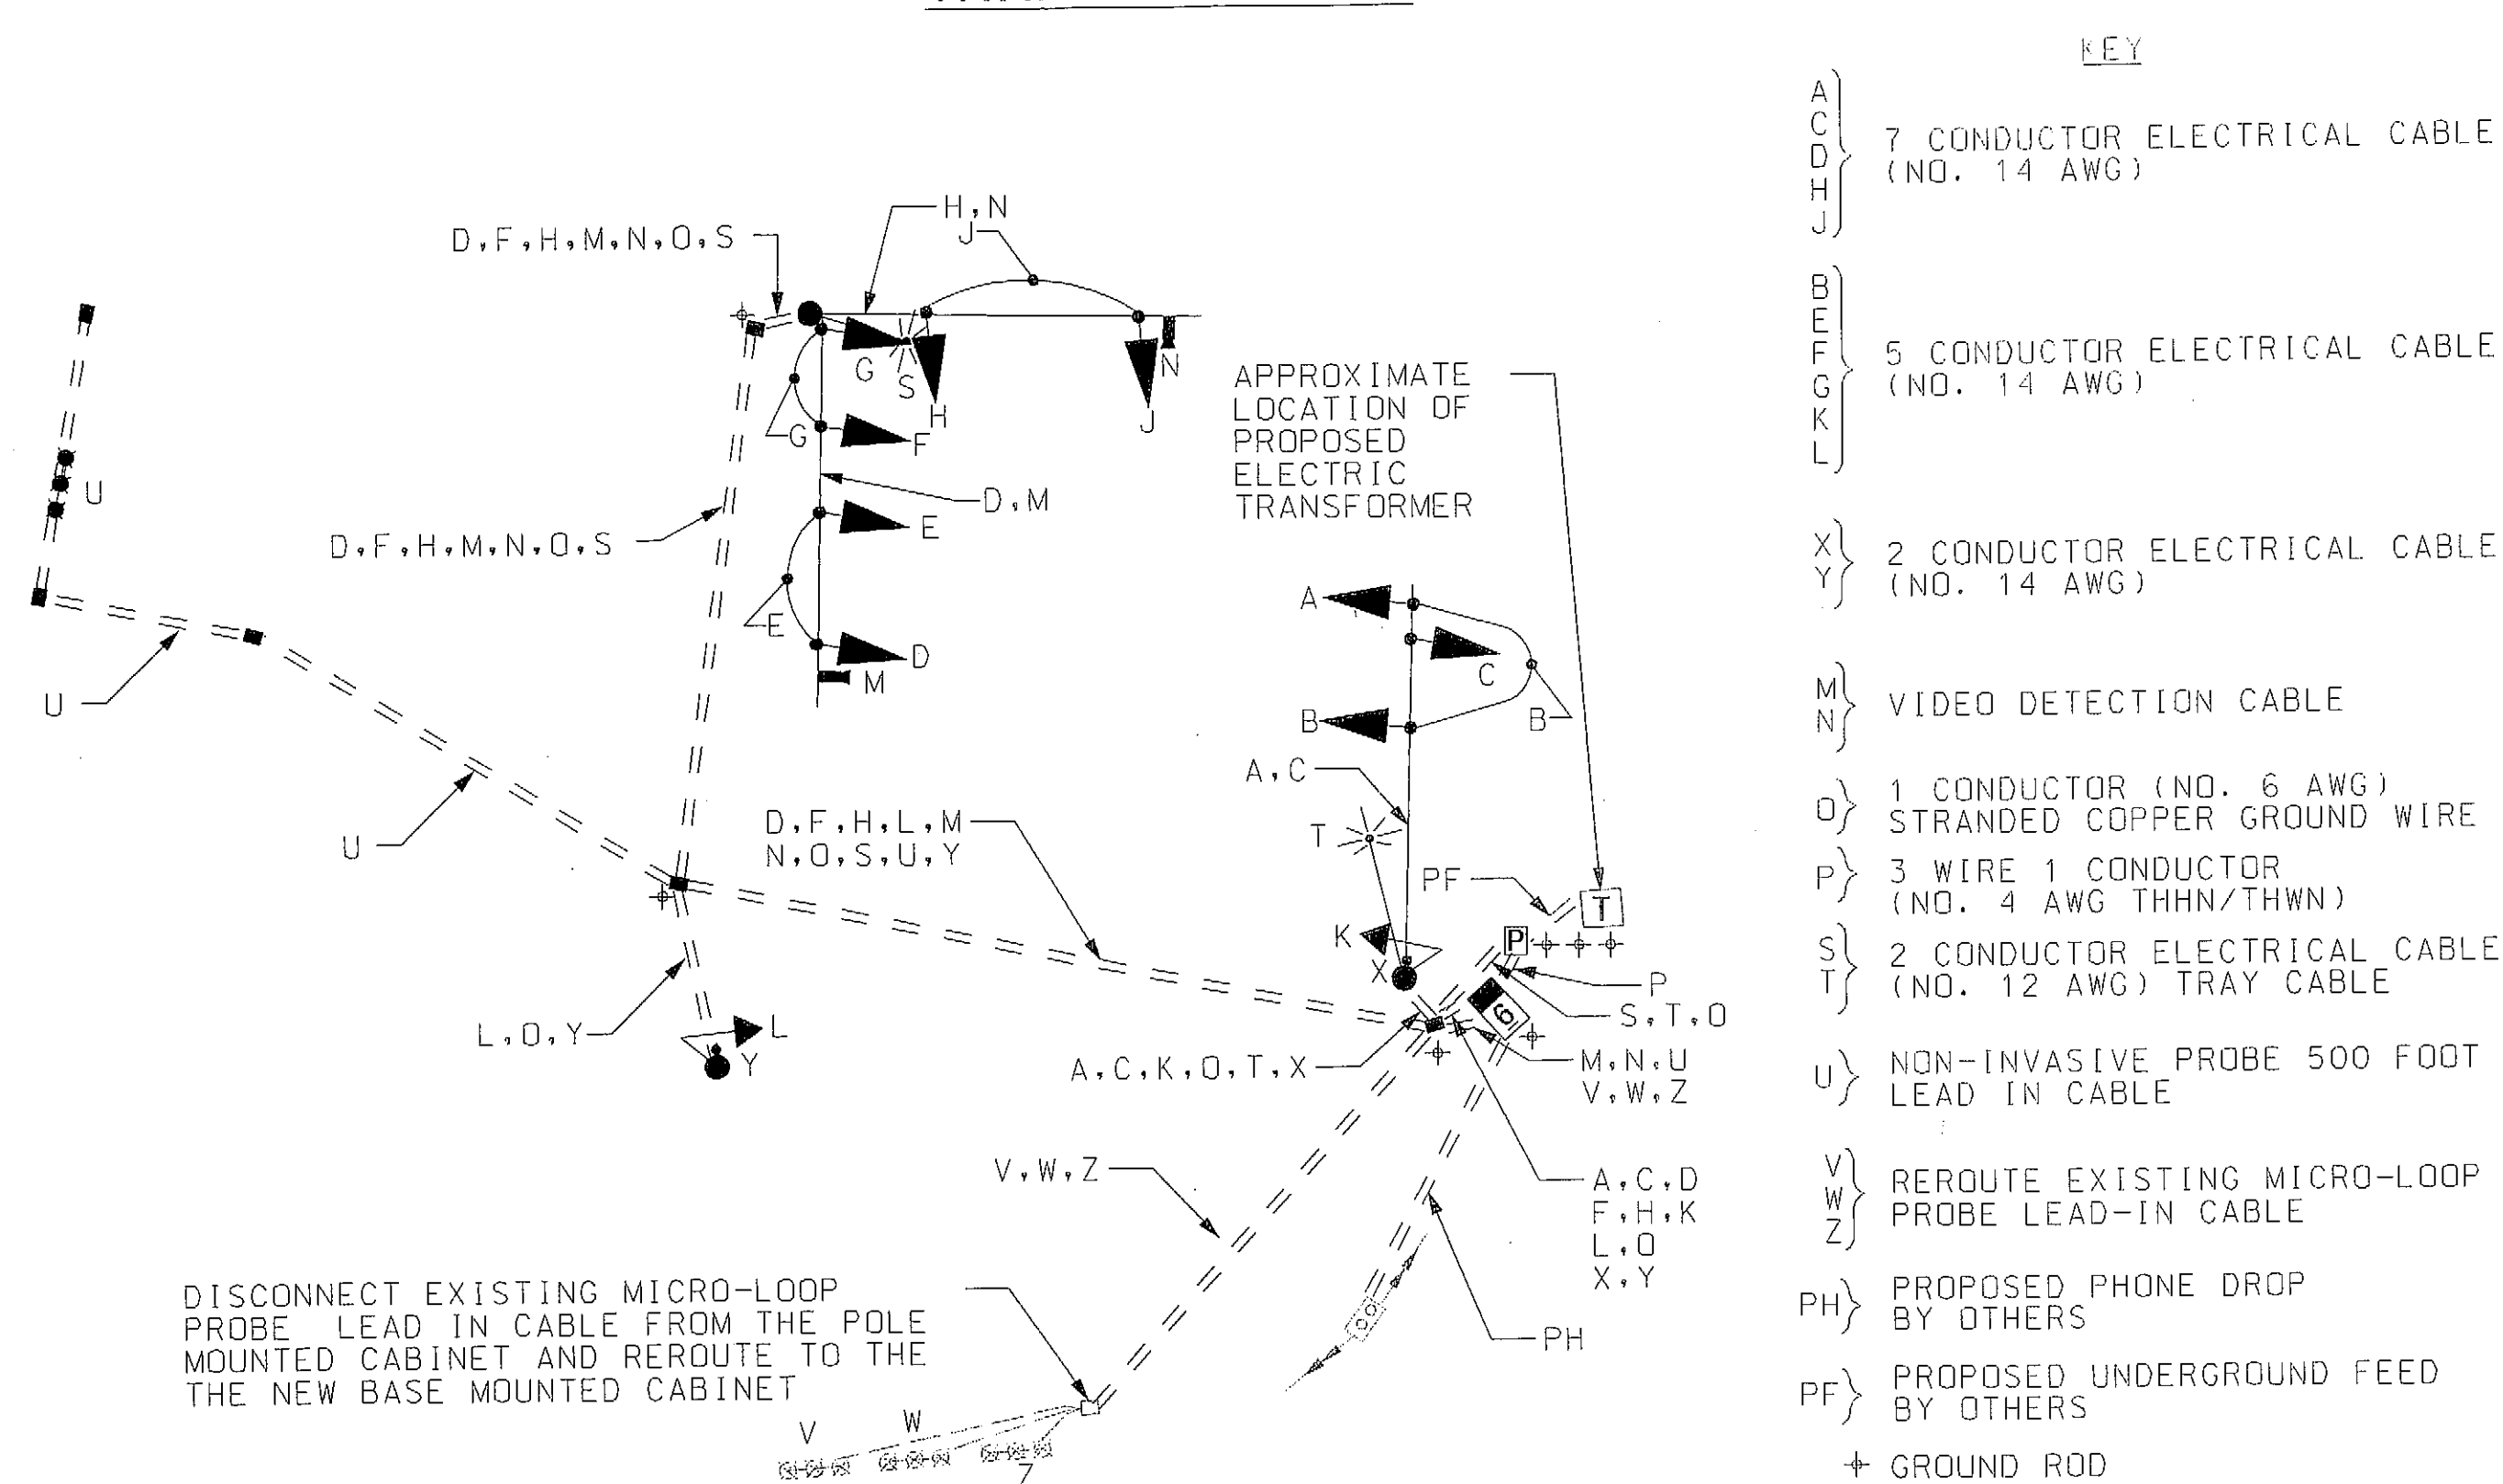 KEY
A
C
D
H
J
7 CONDUCTOR ELECTRICAL CABLE
(NO. 14 AWG)
B
E
F
G
K
L
5 CONDUCTOR ELECTRICAL CABLE
(NO. 14 AWG)
X
Y
2 CONDUCTOR ELECTRICAL CABLE
(NO. 14 AWG)
M
N
VIDEO DETECTION CABLE
O
1 CONDUCTOR (NO. 6 AWG)
STRANDED COPPER GROUND WIRE
P
3 WIRE 1 CONDUCTOR
(NO. 4 AWG THHN/THWN)
S
T
2 CONDUCTOR ELECTRICAL CABLE
(NO. 12 AWG) TRAY CABLE
U
NON-INVASIVE PROBE 500 FOOT
LEAD IN CABLE
V
W
Z
REROUTE EXISTING MICRO-LOOP
PROBE LEAD-IN CABLE
PH
PROPOSED PHONE DROP
BY OTHERS
PF
PROPOSED UNDERGROUND FEED
BY OTHERS
GROUND ROD
H,N
J
D,F,H,M,N,O,S
G
S
H
N
J
G
F
D,M
E
D,F,H,M,N,O,S
E
D
M
U
U
U
APPROXIMATE
LOCATION OF
PROPOSED
ELECTRIC
TRANSFORMER
A
C
B
B
A,C
T
D,F,H,L,M
N,O,S,U,Y
PF
T
K
P
X
P
S,T,O
6
L,O,Y
L
Y
A,C,K,O,T,X
M,N,U
V,W,Z
V,W,Z
A,C,D
F,H,K
L,O
X,Y
PH
DISCONNECT EXISTING MICRO-LOOP
PROBE LEAD IN CABLE FROM THE POLE
MOUNTED CABINET AND REROUTE TO THE
THE NEW BASE MOUNTED CABINET
V
W
Z